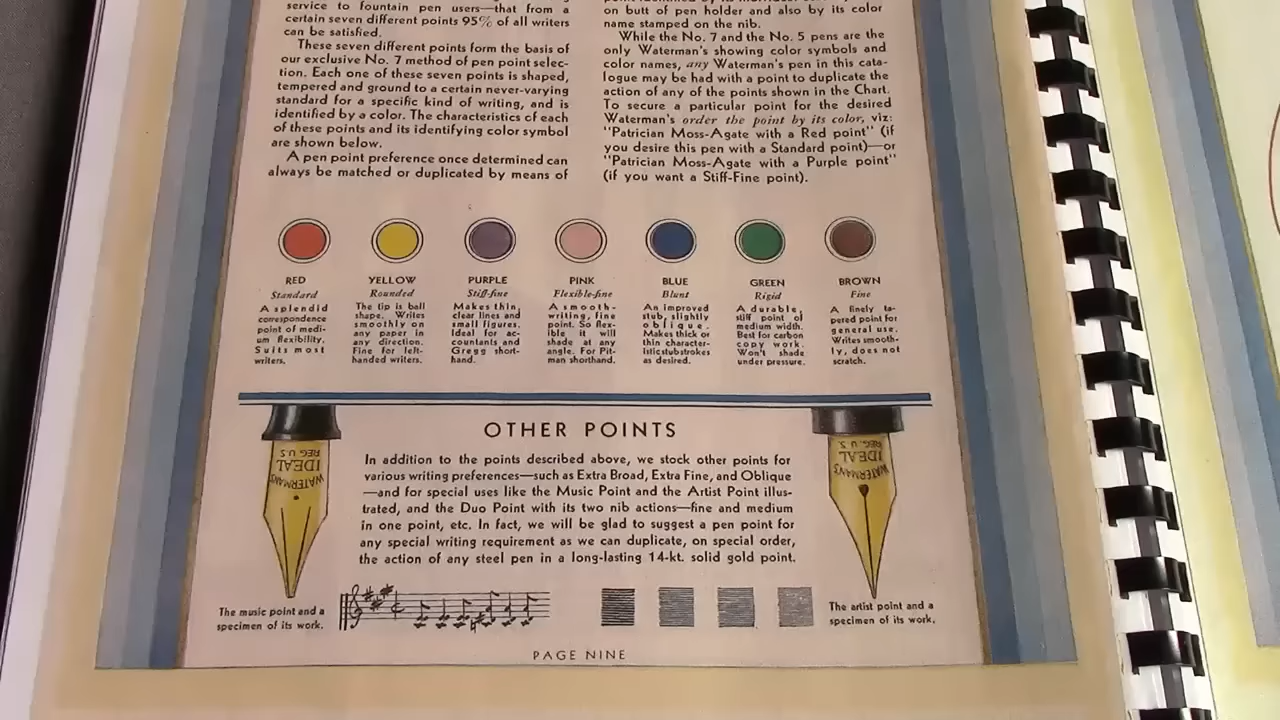 service to fountain pen users—that from a
certain seven different points 95% of all writers
can be satisfied.
These seven different points form the basis of
our exclusive No. 7 method of pen point selec-
tion. Each one of these seven points is shaped,
tempered and ground to a certain never-varying
standard for a specific kind of writing, and is
identified by a color. The characteristics of each
of these points and its identifying color symbol
are shown below.
A pen point preference once determined can
always be matched or duplicated by means of
on butt of pen holder and also by its color
name stamped on the nib.
While the No. 7 and the No. 5 pens are the
only Waterman's showing color symbols and
color names, any Waterman's pen in this cata-
logue may be had with a point to duplicate the
action of any of the points shown in the Chart.
To secure a particular point for the desired
Waterman's order the point by its color, viz:
"Patrician Moss-Agate with a Red point" (if
you desire this pen with a Standard point)—or
"Patrician Moss-Agate with a Purple point"
(if you want a Stiff-Fine point).
RED
Standard
A splendid
correspondence
point of medi-
um flexibility.
Suits most
writers.
YELLOW
Rounded
The tip is ball
shape. Writes
smoothly on
any paper in
any direction.
Fine for left-
handed writers.
PURPLE
Stiff-fine
Makes thin,
clear lines and
small figures.
Ideal for ac-
countants and
Gregg short-
hand.
PINK
Flexible-fine
A smooth-
writing, fine
point. So flex-
ible it will
shade at any
angle. For Pit-
man shorthand.
BLUE
Blunt
An improved
stub, slightly
oblique.
Makes thick or
thin character-
istic stub strokes
as desired.
GREEN
Rigid
A durable,
stiff point of
medium width.
Best for carbon
copy work.
Won't shade
under pressure.
BROWN
Fine
A finely ta-
pered point for
general use.
Writes smooth-
ly, does not
scratch.
OTHER POINTS
In addition to the points described above, we stock other points for
various writing preferences—such as Extra Broad, Extra Fine, and Oblique
—and for special uses like the Music Point and the Artist Point illus-
trated, and the Duo Point with its two nib actions—fine and medium
in one point, etc. In fact, we will be glad to suggest a pen point for
any special writing requirement as we can duplicate, on special order,
the action of any steel pen in a long-lasting 14-kt. solid gold point.
WATERMAN'S
IDEAL
REG. U.S.
WATERMAN'S
IDEAL
REG. U.S.
The music point and a
specimen of its work.
The artist point and a
specimen of its work.
PAGE NINE